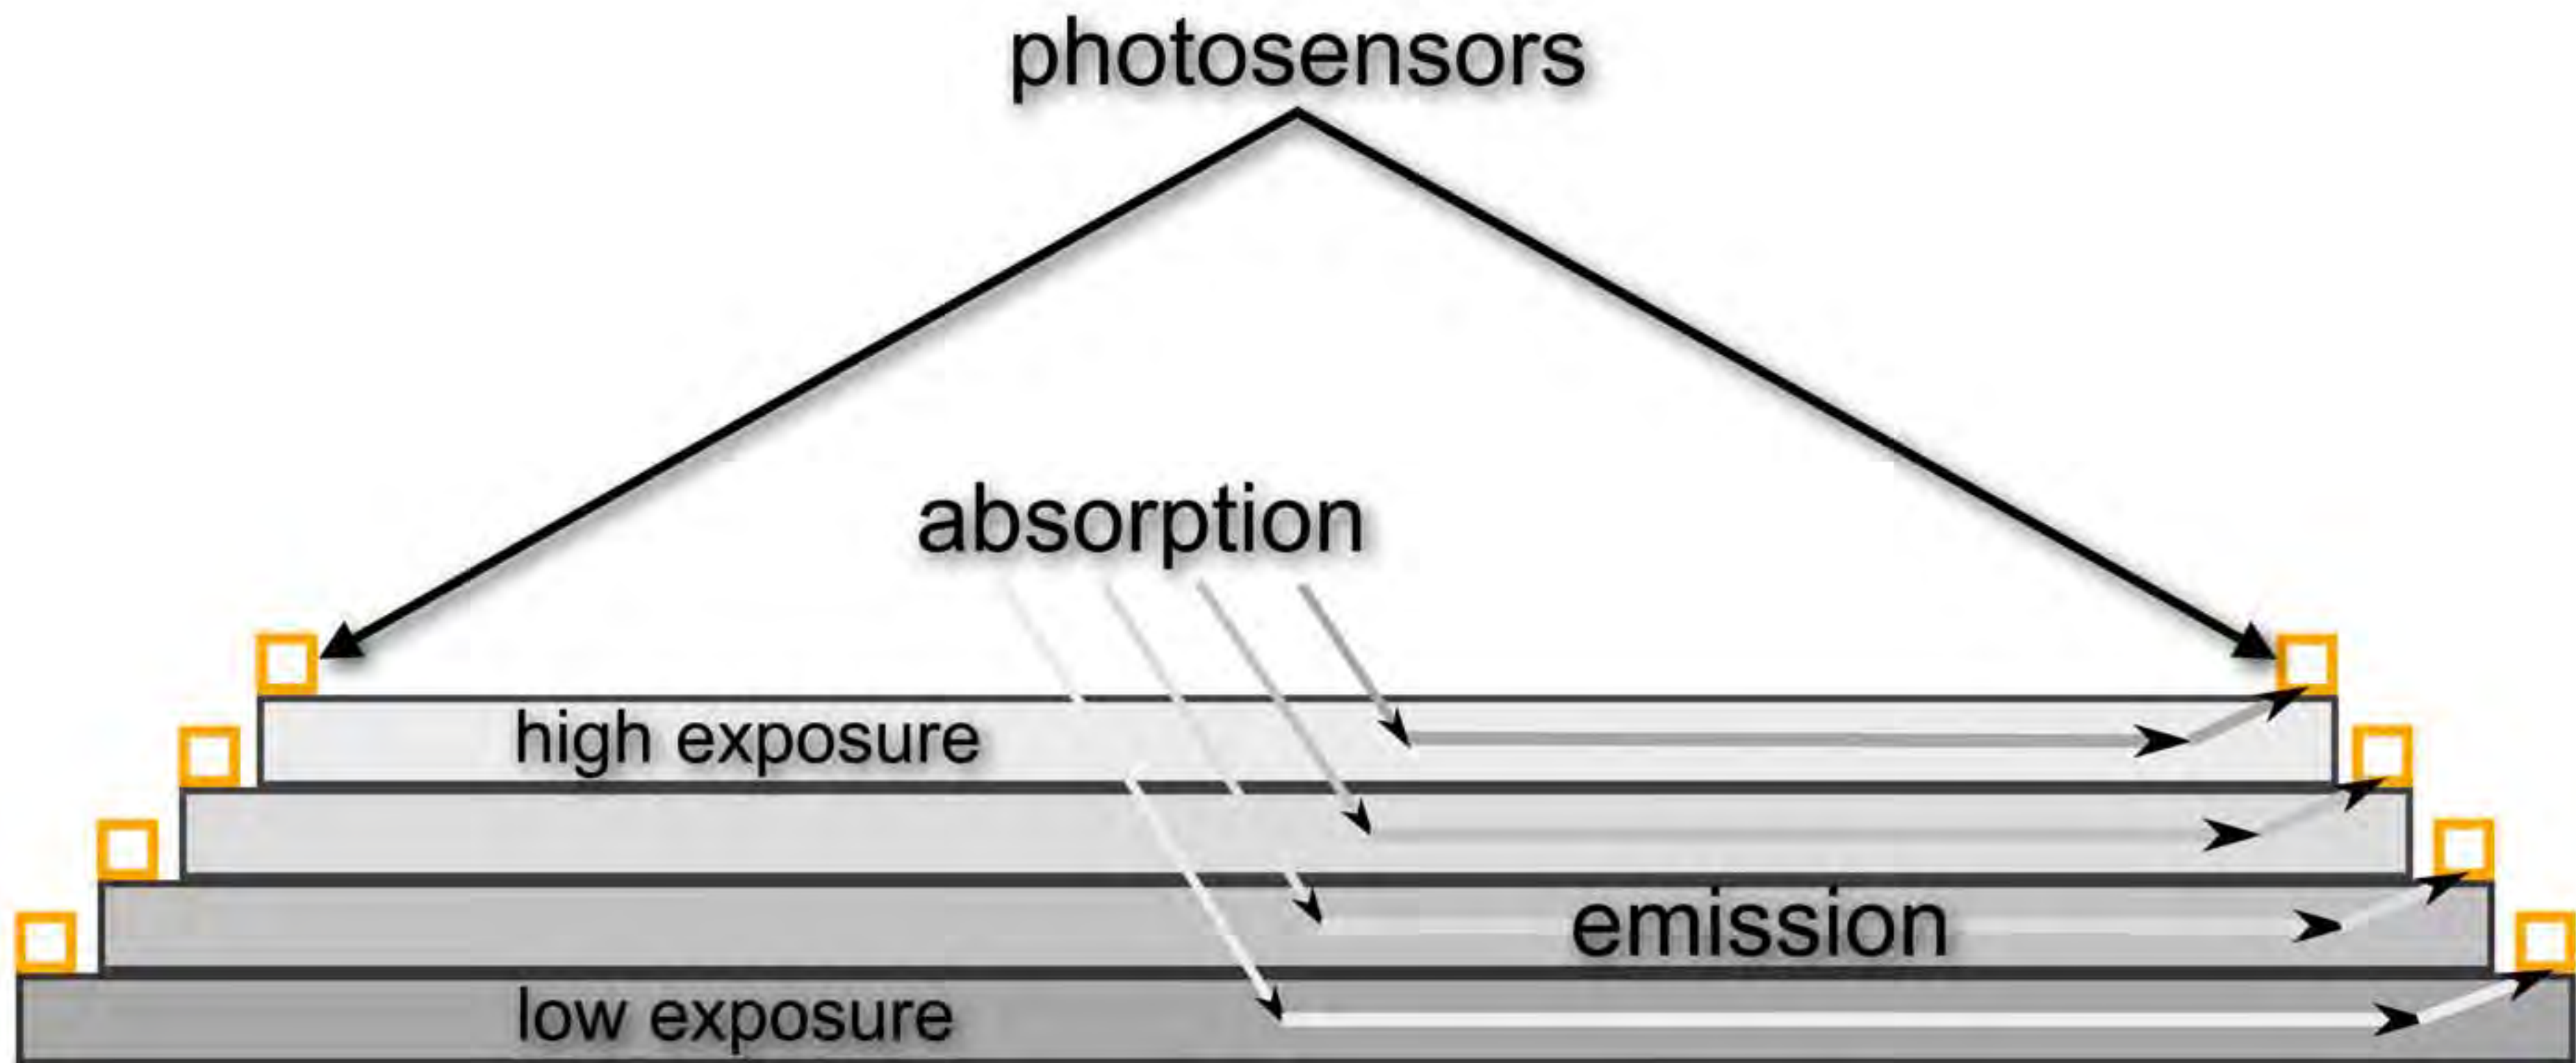 photosensors
absorption
high exposure
emission
low exposure